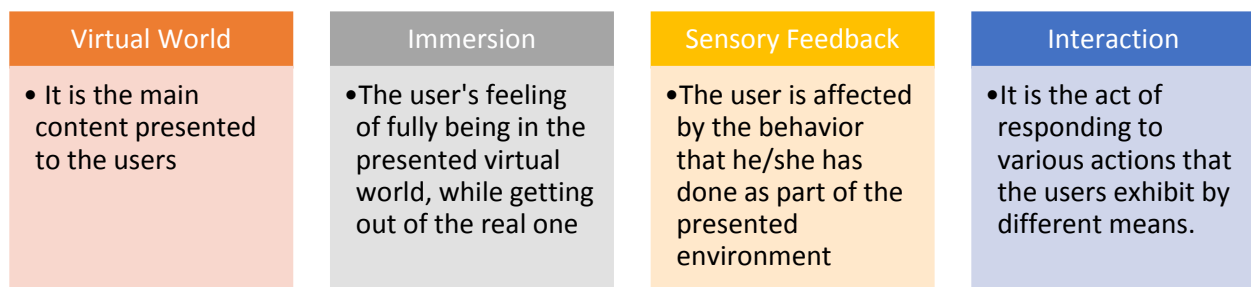 Virtual World
• It is the main
content presented
to the users
Immersion
•The user's feeling
of fully being in the
presented virtual
world, while getting
out of the real one
Sensory Feedback
•The user is affected
by the behavior
that he/she has
done as part of the
presented
environment
Interaction
•It is the act of
responding to
various actions that
the users exhibit by
different means.